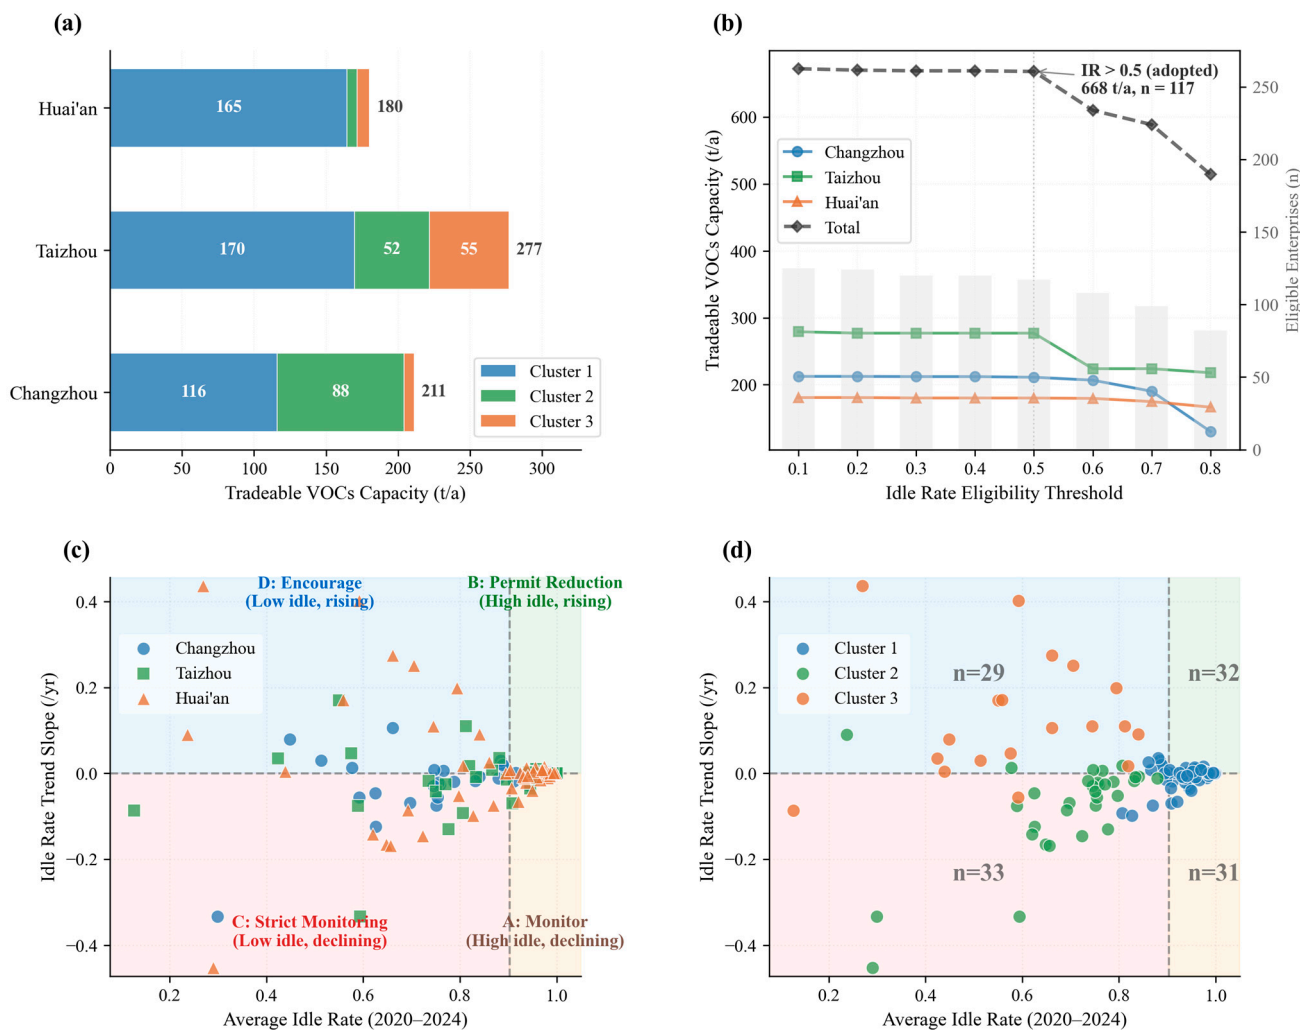 (a)
Huai'an
Taizhou
Changzhou
165
180
170
52
55
277
116
88
211
Cluster 1
Cluster 2
Cluster 3
0
50
100
150
200
250
300
Tradeable VOCs Capacity (t/a)
(b)
Tradeable VOCs Capacity (t/a)
600
500
400
300
200
IR > 0.5 (adopted)
668 t/a, n = 117
Changzhou
Taizhou
Huai'an
Total
250
200
150
100
50
0
Eligible Enterprises (n)
0.1
0.2
0.3
0.4
0.5
0.6
0.7
0.8
Idle Rate Eligibility Threshold
(c)
Idle Rate Trend Slope (/yr)
0.4
0.2
0.0
−0.2
−0.4
D: Encourage
(Low idle, rising)
B: Permit Reduction
(High idle, rising)
Changzhou
Taizhou
Huai'an
C: Strict Monitoring
(Low idle, declining)
A: Monitor
(High idle, declining)
0.2
0.4
0.6
0.8
1.0
Average Idle Rate (2020–2024)
(d)
Idle Rate Trend Slope (/yr)
0.4
0.2
0.0
−0.2
−0.4
Cluster 1
Cluster 2
Cluster 3
n=29
n=32
n=33
n=31
0.2
0.4
0.6
0.8
1.0
Average Idle Rate (2020–2024)